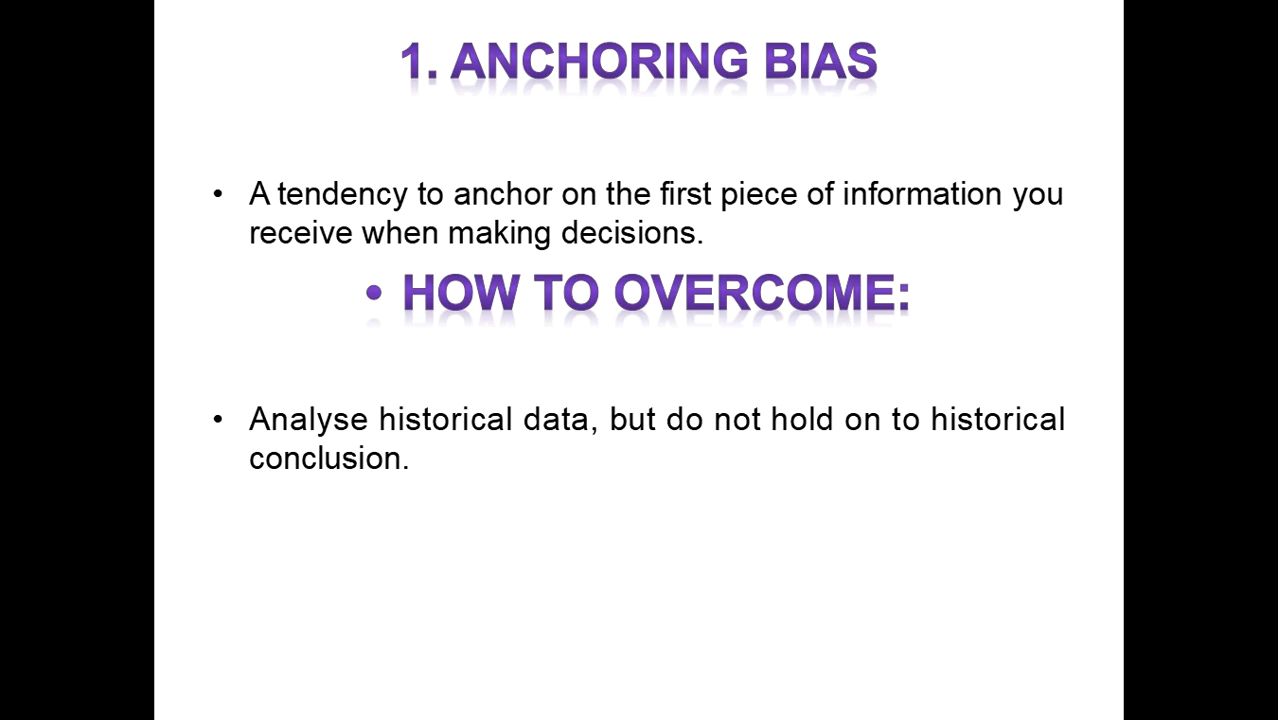 1. ANCHORING BIAS
• A tendency to anchor on the first piece of information you
receive when making decisions.
• HOW TO OVERCOME:
• Analyse historical data, but do not hold on to historical
conclusion.